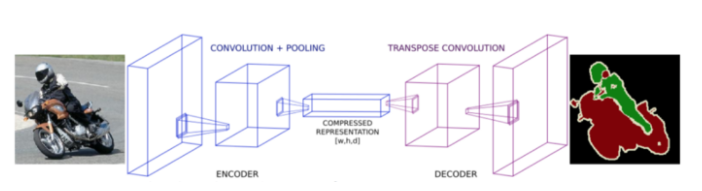 CONVOLUTION + POOLING
TRANSPOSE CONVOLUTION
COMPRESSED
REPRESENTATION
[w,h,d]
ENCODER
DECODER